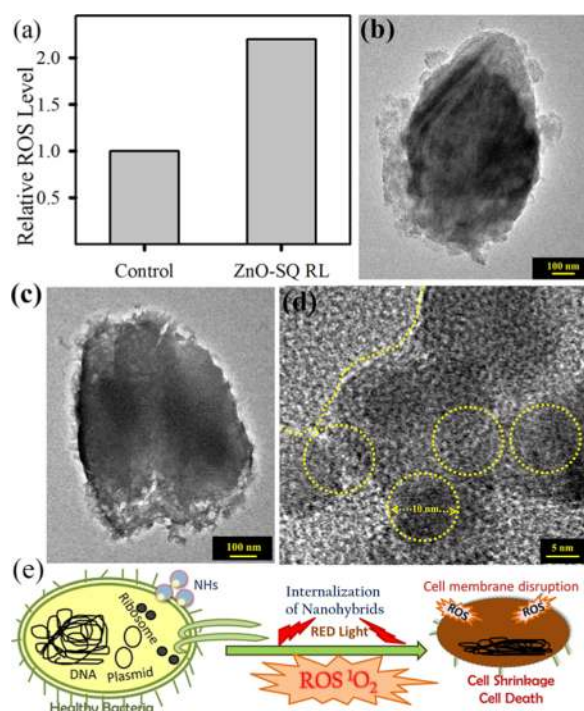 (a)
Relative ROS Level
2.0
1.5
1.0
0.5
Control
ZnO-SQ RL
(b)
100 nm
(c)
100 nm
(d)
10 nm
5 nm
(e)
NHs
Ribosome
DNA
Plasmid
Healthy Bacteria
Internalization
of Nanohybrids
RED Light
ROS ¹O₂
Cell membrane disruption
ROS
ROS
Cell Shrinkage
Cell Death